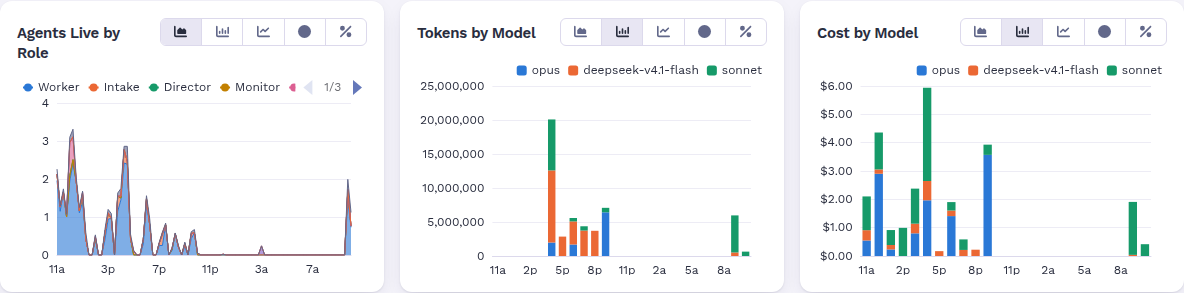 Agents Live by
Role
Worker Intake Director Monitor 1/3
4
3
2
1
0
11a 3p 7p 11p 3a 7a
Tokens by Model
opus deepseek-v4.1-flash sonnet
25,000,000
20,000,000
15,000,000
10,000,000
5,000,000
0
11a 2p 5p 8p 11p 2a 5a 8a
Cost by Model
opus deepseek-v4.1-flash sonnet
$6.00
$5.00
$4.00
$3.00
$2.00
$1.00
$0.00
11a 2p 5p 8p 11p 2a 5a 8a